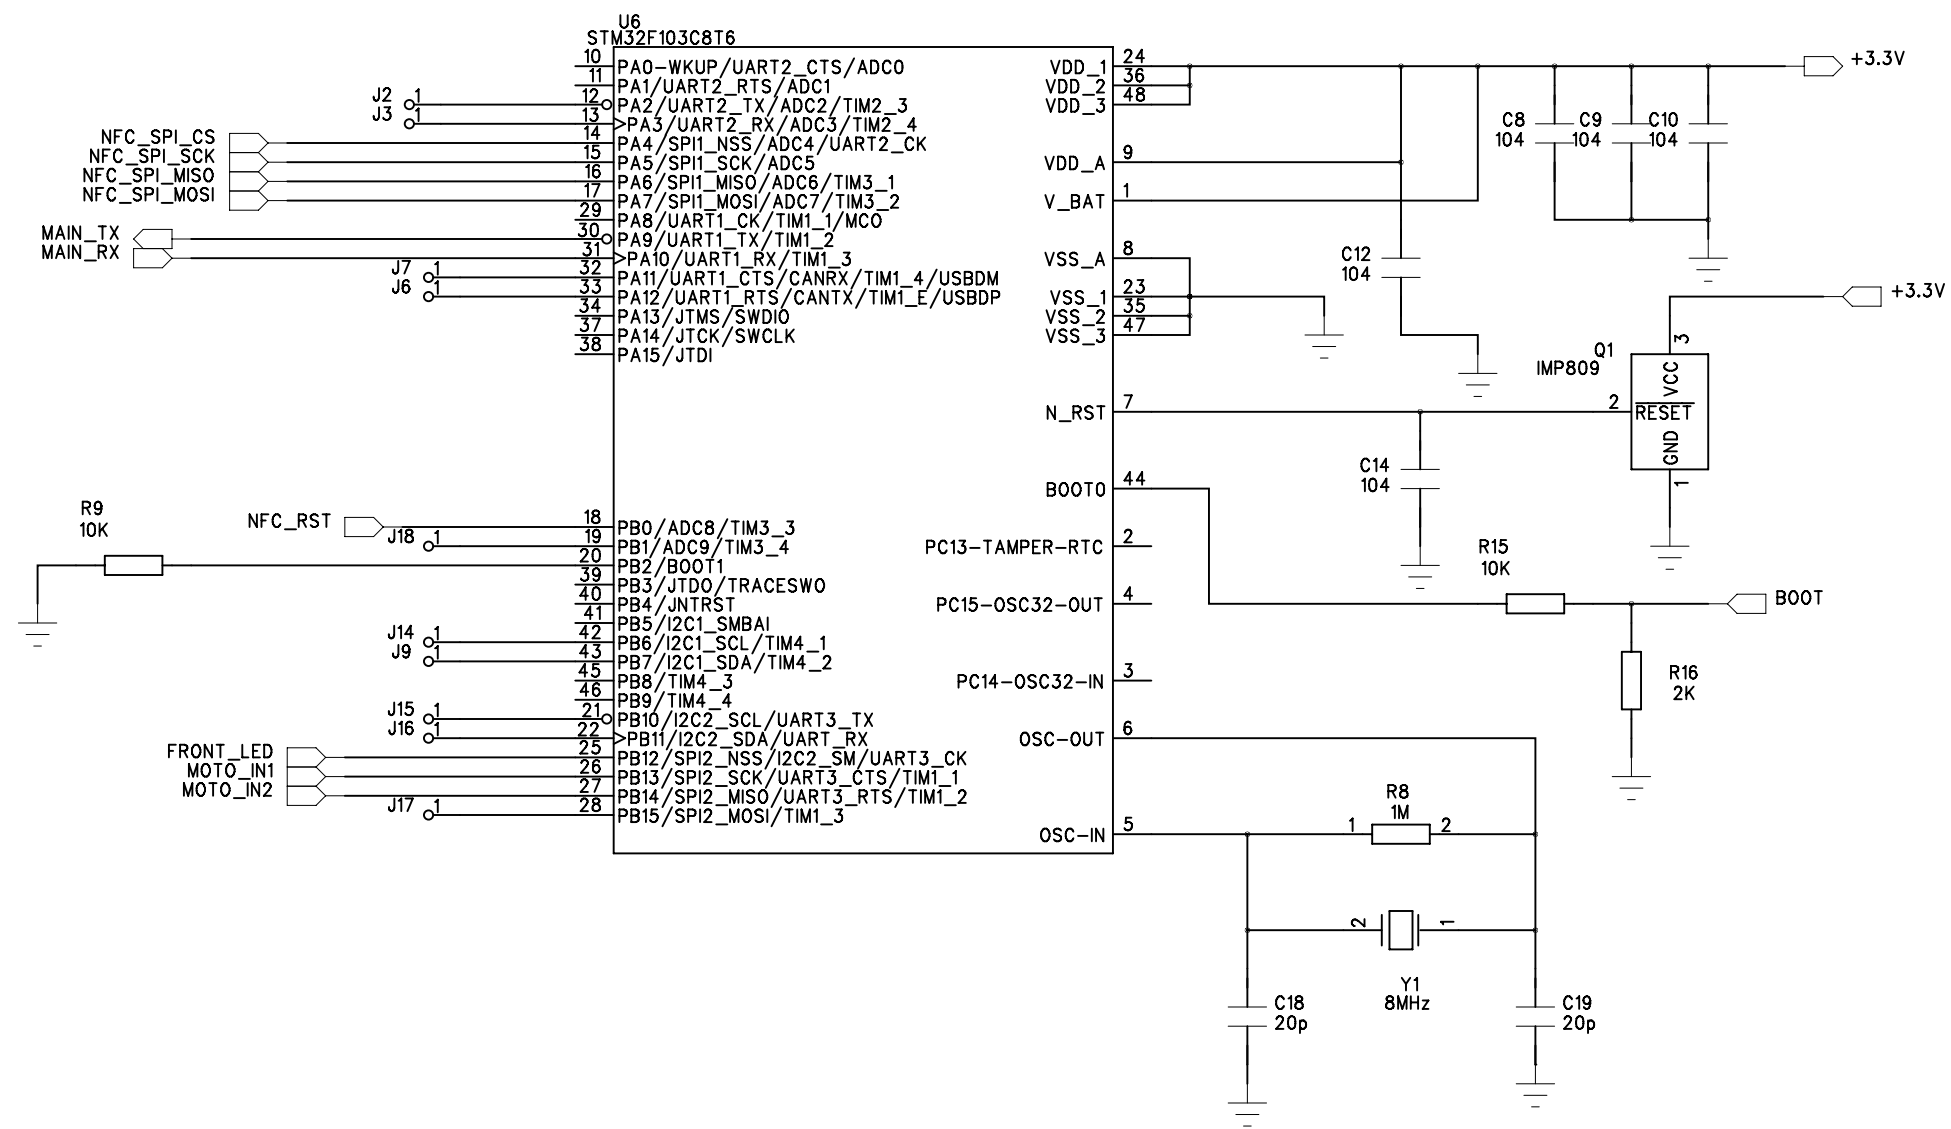 U6
STM32F103C8T6
10 PA0-WKUP/UART2_CTS/ADC0
11 PA1/UART2_RTS/ADC1
J2 1 12 PA2/UART2_TX/ADC2/TIM2_3
J3 1 13 PA3/UART2_RX/ADC3/TIM2_4
NFC_SPI_CS 14 PA4/SPI1_NSS/ADC4/UART2_CK
NFC_SPI_SCK 15 PA5/SPI1_SCK/ADC5
NFC_SPI_MISO 16 PA6/SPI1_MISO/ADC6/TIM3_1
NFC_SPI_MOSI 17 PA7/SPI1_MOSI/ADC7/TIM3_2
29 PA8/UART1_CK/TIM1_1/MCO
MAIN_TX 30 PA9/UART1_TX/TIM1_2
MAIN_RX 31 PA10/UART1_RX/TIM1_3
J7 1 32 PA11/UART1_CTS/CANRX/TIM1_4/USBDM
J6 1 33 PA12/UART1_RTS/CANTX/TIM1_E/USBDP
34 PA13/JTMS/SWDIO
37 PA14/JTCK/SWCLK
38 PA15/JTDI
R9
10K
NFC_RST 18 PB0/ADC8/TIM3_3
J18 1 19 PB1/ADC9/TIM3_4
20 PB2/BOOT1
39 PB3/JTDO/TRACESWO
40 PB4/JNTRST
41 PB5/I2C1_SMBAI
J14 1 42 PB6/I2C1_SCL/TIM4_1
J9 1 43 PB7/I2C1_SDA/TIM4_2
45 PB8/TIM4_3
46 PB9/TIM4_4
J15 1 21 PB10/I2C2_SCL/UART3_TX
J16 1 22 PB11/I2C2_SDA/UART_RX
FRONT_LED 25 PB12/SPI2_NSS/I2C2_SM/UART3_CK
MOTO_IN1 26 PB13/SPI2_SCK/UART3_CTS/TIM1_1
MOTO_IN2 27 PB14/SPI2_MISO/UART3_RTS/TIM1_2
J17 1 28 PB15/SPI2_MOSI/TIM1_3
VDD_1 24
VDD_2 36
VDD_3 48
+3.3V
C8
104
C9
104
C10
104
VDD_A 9
V_BAT 1
VSS_A 8
C12
104
VSS_1 23
VSS_2 35
VSS_3 47
+3.3V
Q1
IMP809
3
VCC
N_RST 7
2 RESET
GND
1
C14
104
BOOT0 44
PC13-TAMPER-RTC 2
R15
10K
PC15-OSC32-OUT 4
BOOT
PC14-OSC32-IN 3
R16
2K
OSC-OUT 6
R8
1M
OSC-IN 5
1 2
2 1
Y1
8MHz
C18
20p
C19
20p